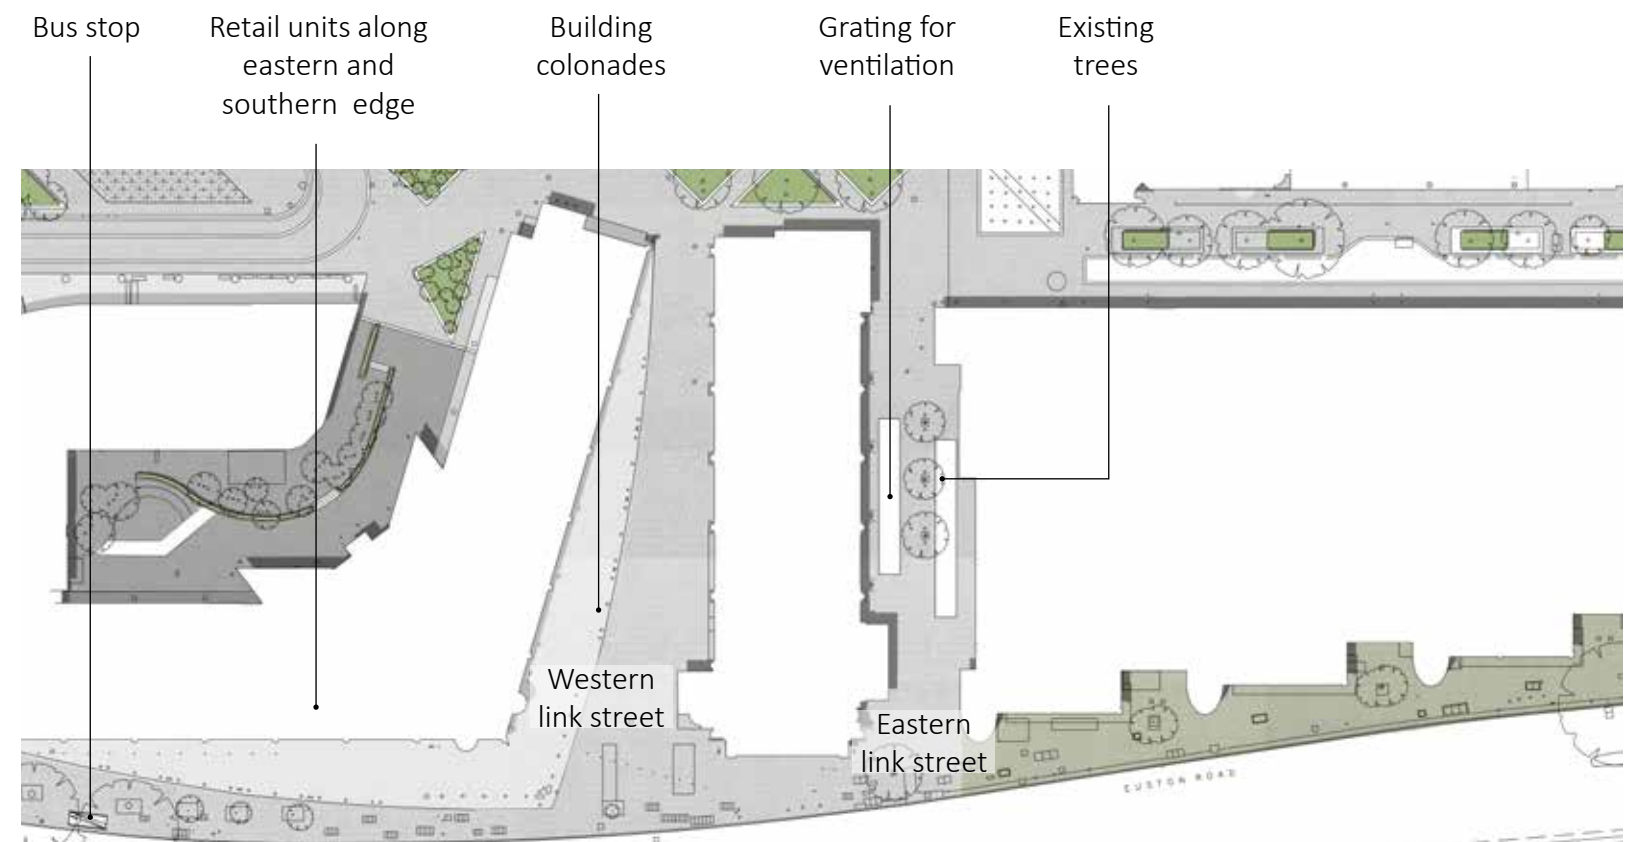 Bus stop
Retail units along
eastern and
southern edge
Building
colonades
Grating for
ventilation
Existing
trees
Western
link street
Eastern
link street
EUSTON ROAD